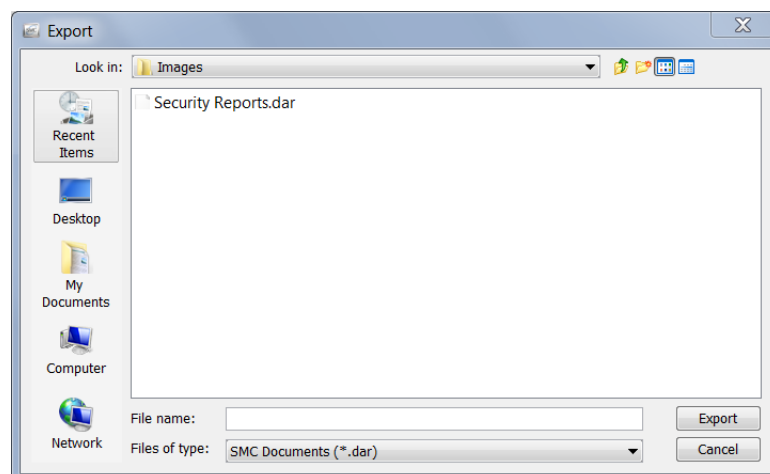 Export
Look in: Images
Security Reports.dar
Recent
Items
Desktop
My
Documents
Computer
Network
File name:
Export
Files of type: SMC Documents (*.dar)
Cancel